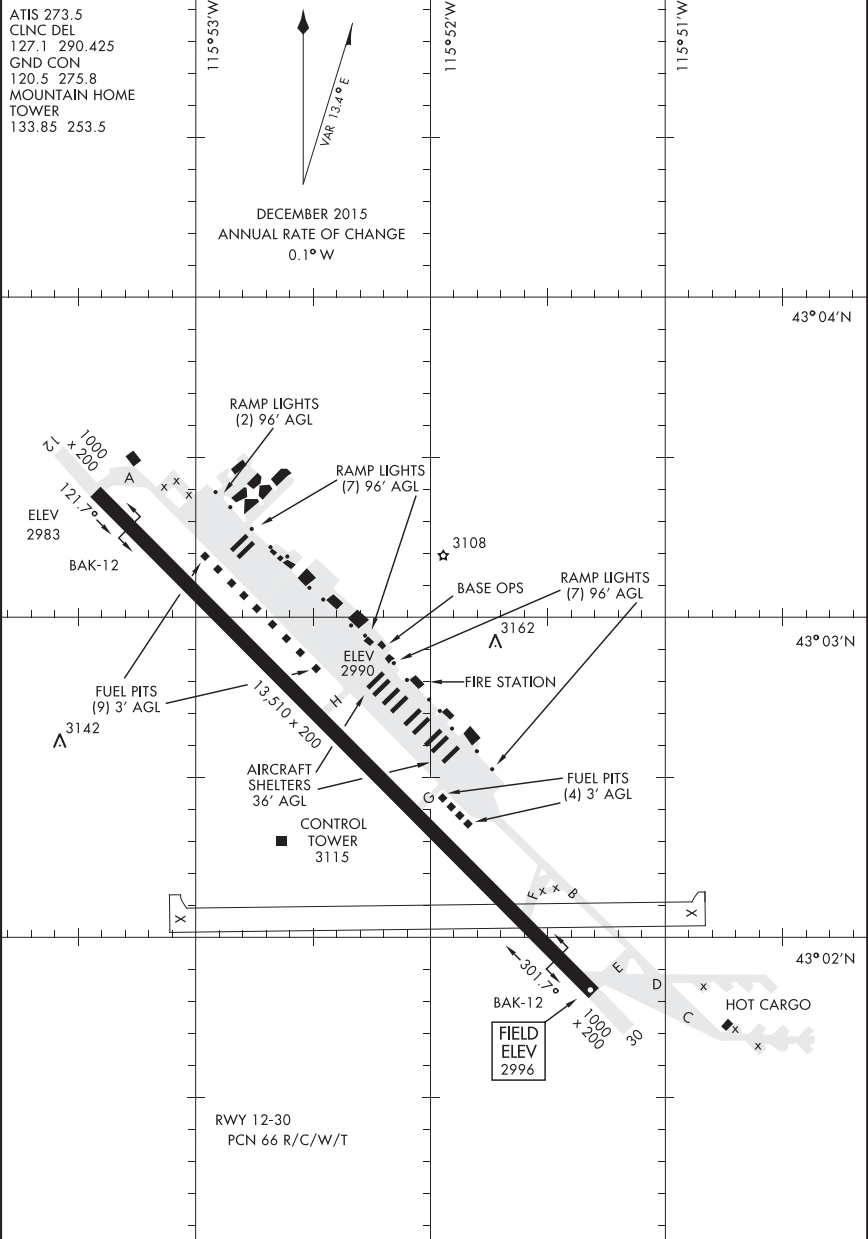 ATIS 273.5
CLNC DEL
127.1 290.425
GND CON
120.5 275.8
MOUNTAIN HOME
TOWER
133.85 253.5
115°53'W
115°52'W
115°51'W
VAR 13.4° E
DECEMBER 2015
ANNUAL RATE OF CHANGE
0.1° W
43°04'N
RAMP LIGHTS
(2) 96' AGL
12
1000
x 200
A
x
x
x
RAMP LIGHTS
(7) 96' AGL
121.7°
ELEV
2983
BAK-12
3108
BASE OPS
RAMP LIGHTS
(7) 96' AGL
3162
43°03'N
ELEV
2990
FIRE STATION
FUEL PITS
(9) 3' AGL
H
13,510 x 200
3142
AIRCRAFT
SHELTERS
36' AGL
G
FUEL PITS
(4) 3' AGL
CONTROL
TOWER
3115
F
x
x
B
X
X
43°02'N
E
301.7°
D
x
BAK-12
HOT CARGO
C
x
x
1000
x 200
30
FIELD
ELEV
2996
RWY 12-30
PCN 66 R/C/W/T